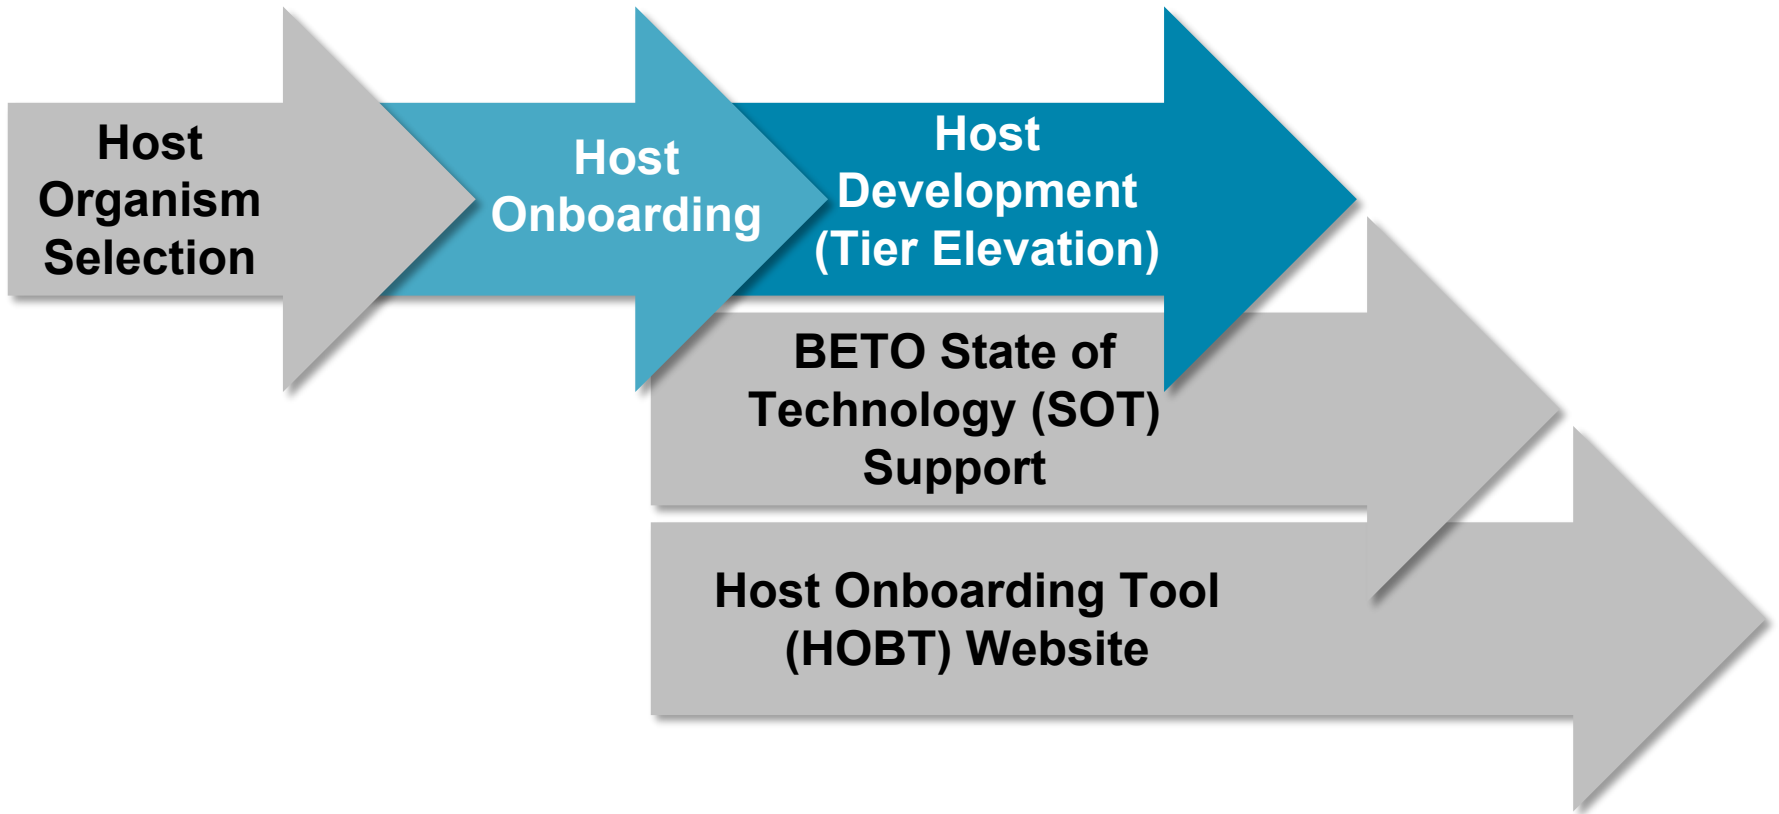 Host
Organism
Selection
Host
Onboarding
Host
Development
(Tier Elevation)
BETO State of
Technology (SOT)
Support
Host Onboarding Tool
(HOBT) Website